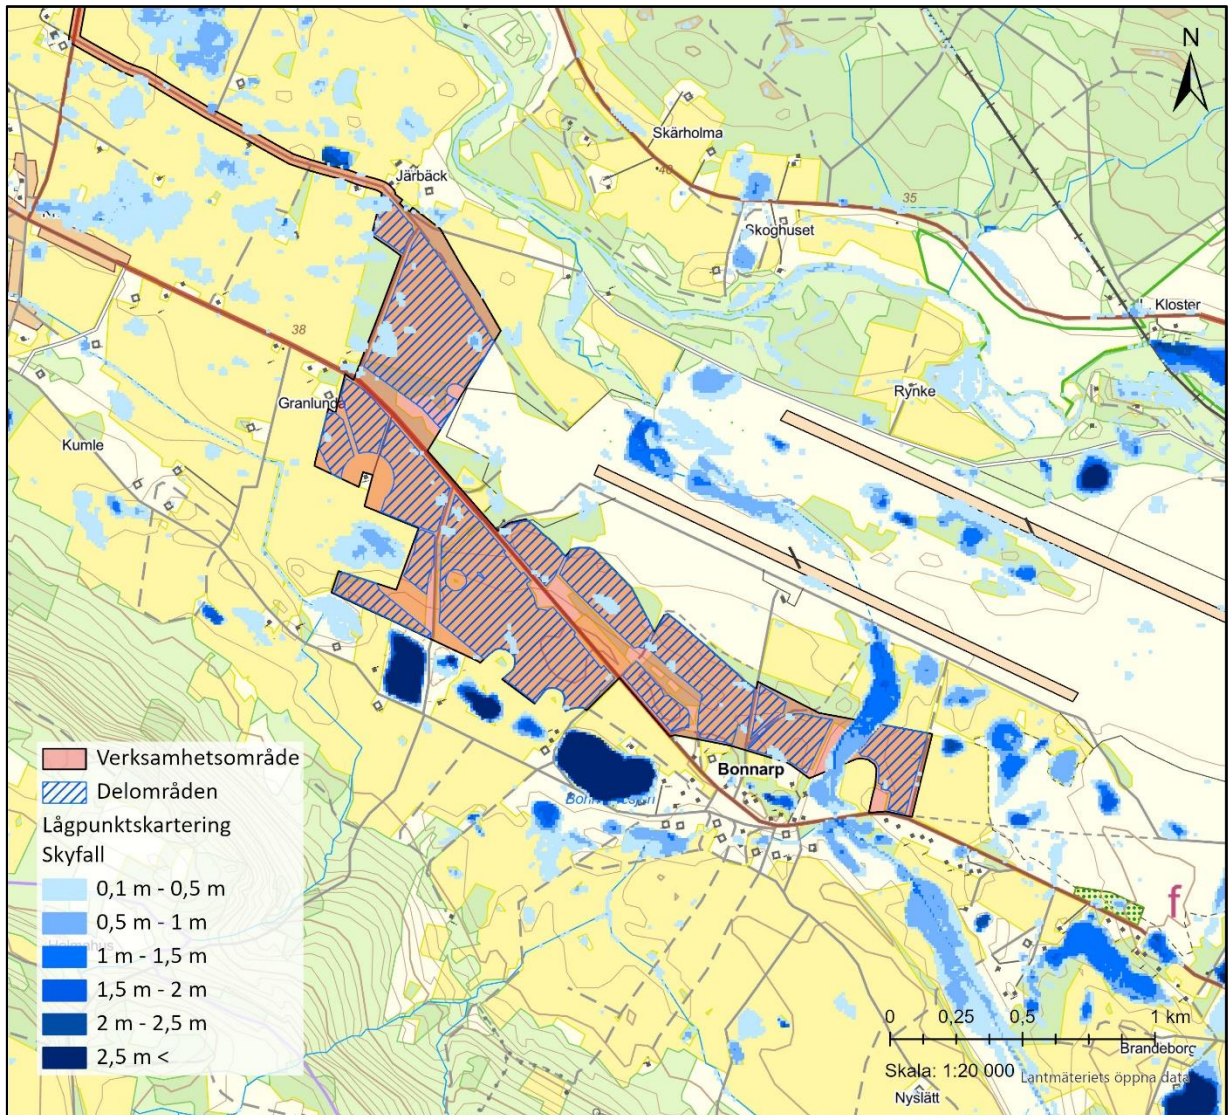 N
Skärholma
40
Järbäck
35
Skoghuset
Kloster
38
Rynke
Granlunda
Kumle
Bonnarp
Verksamhetsområde
Delområden
Lågpunktskartering
Skyfall
0,1 m - 0,5 m
0,5 m - 1 m
1 m - 1,5 m
1,5 m - 2 m
2 m - 2,5 m
2,5 m <
f
0 0,25 0,5 1 km
Brandeborg
Skala: 1:20 000 Lantmäteriets öppna data
Nyslätt